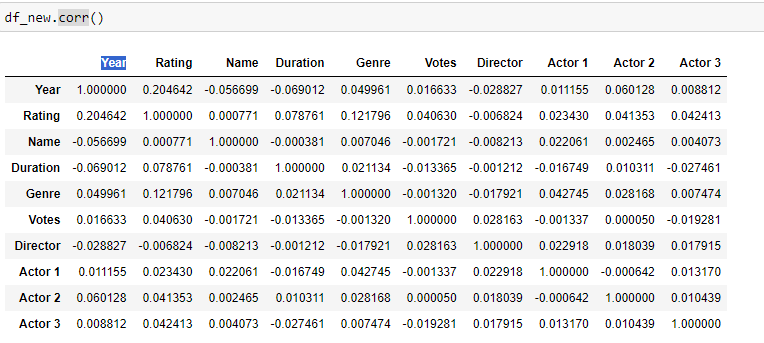 df_new.corr()
Year Rating Name Duration Genre Votes Director Actor 1 Actor 2 Actor 3
Year 1.000000 0.204642 -0.056699 -0.069012 0.049961 0.016633 -0.028827 0.011155 0.060128 0.008812
Rating 0.204642 1.000000 0.000771 0.078761 0.121796 0.040630 -0.006824 0.023430 0.041353 0.042413
Name -0.056699 0.000771 1.000000 -0.000381 0.007046 -0.001721 -0.008213 0.022061 0.002465 0.004073
Duration -0.069012 0.078761 -0.000381 1.000000 0.021134 -0.013365 -0.001212 -0.016749 0.010311 -0.027461
Genre 0.049961 0.121796 0.007046 0.021134 1.000000 -0.001320 -0.017921 0.042745 0.028168 0.007474
Votes 0.016633 0.040630 -0.001721 -0.013365 -0.001320 1.000000 0.028163 -0.001337 0.000050 -0.019281
Director -0.028827 -0.006824 -0.008213 -0.001212 -0.017921 0.028163 1.000000 0.022918 0.018039 0.017915
Actor 1 0.011155 0.023430 0.022061 -0.016749 0.042745 -0.001337 0.022918 1.000000 -0.000642 0.013170
Actor 2 0.060128 0.041353 0.002465 0.010311 0.028168 0.000050 0.018039 -0.000642 1.000000 0.010439
Actor 3 0.008812 0.042413 0.004073 -0.027461 0.007474 -0.019281 0.017915 0.013170 0.010439 1.000000